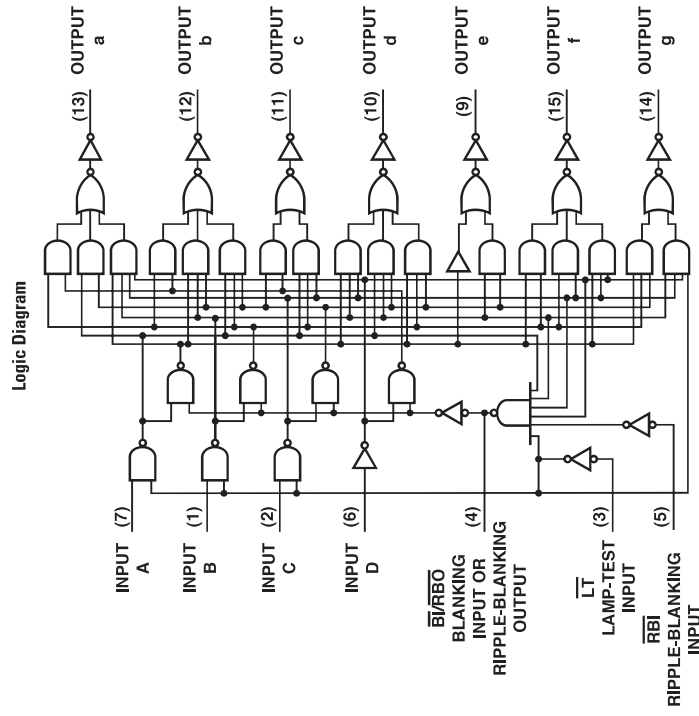 Logic Diagram
OUTPUT
a
OUTPUT
b
OUTPUT
c
OUTPUT
d
OUTPUT
e
OUTPUT
f
OUTPUT
g
(13)
(12)
(11)
(10)
(9)
(15)
(14)
(7)
(1)
(2)
(6)
(4)
(3)
(5)
INPUT
A
INPUT
B
INPUT
C
INPUT
D
BI/RBO
BLANKING
INPUT OR
RIPPLE-BLANKING
OUTPUT
LT
LAMP-TEST
INPUT
RBI
RIPPLE-BLANKING
INPUT